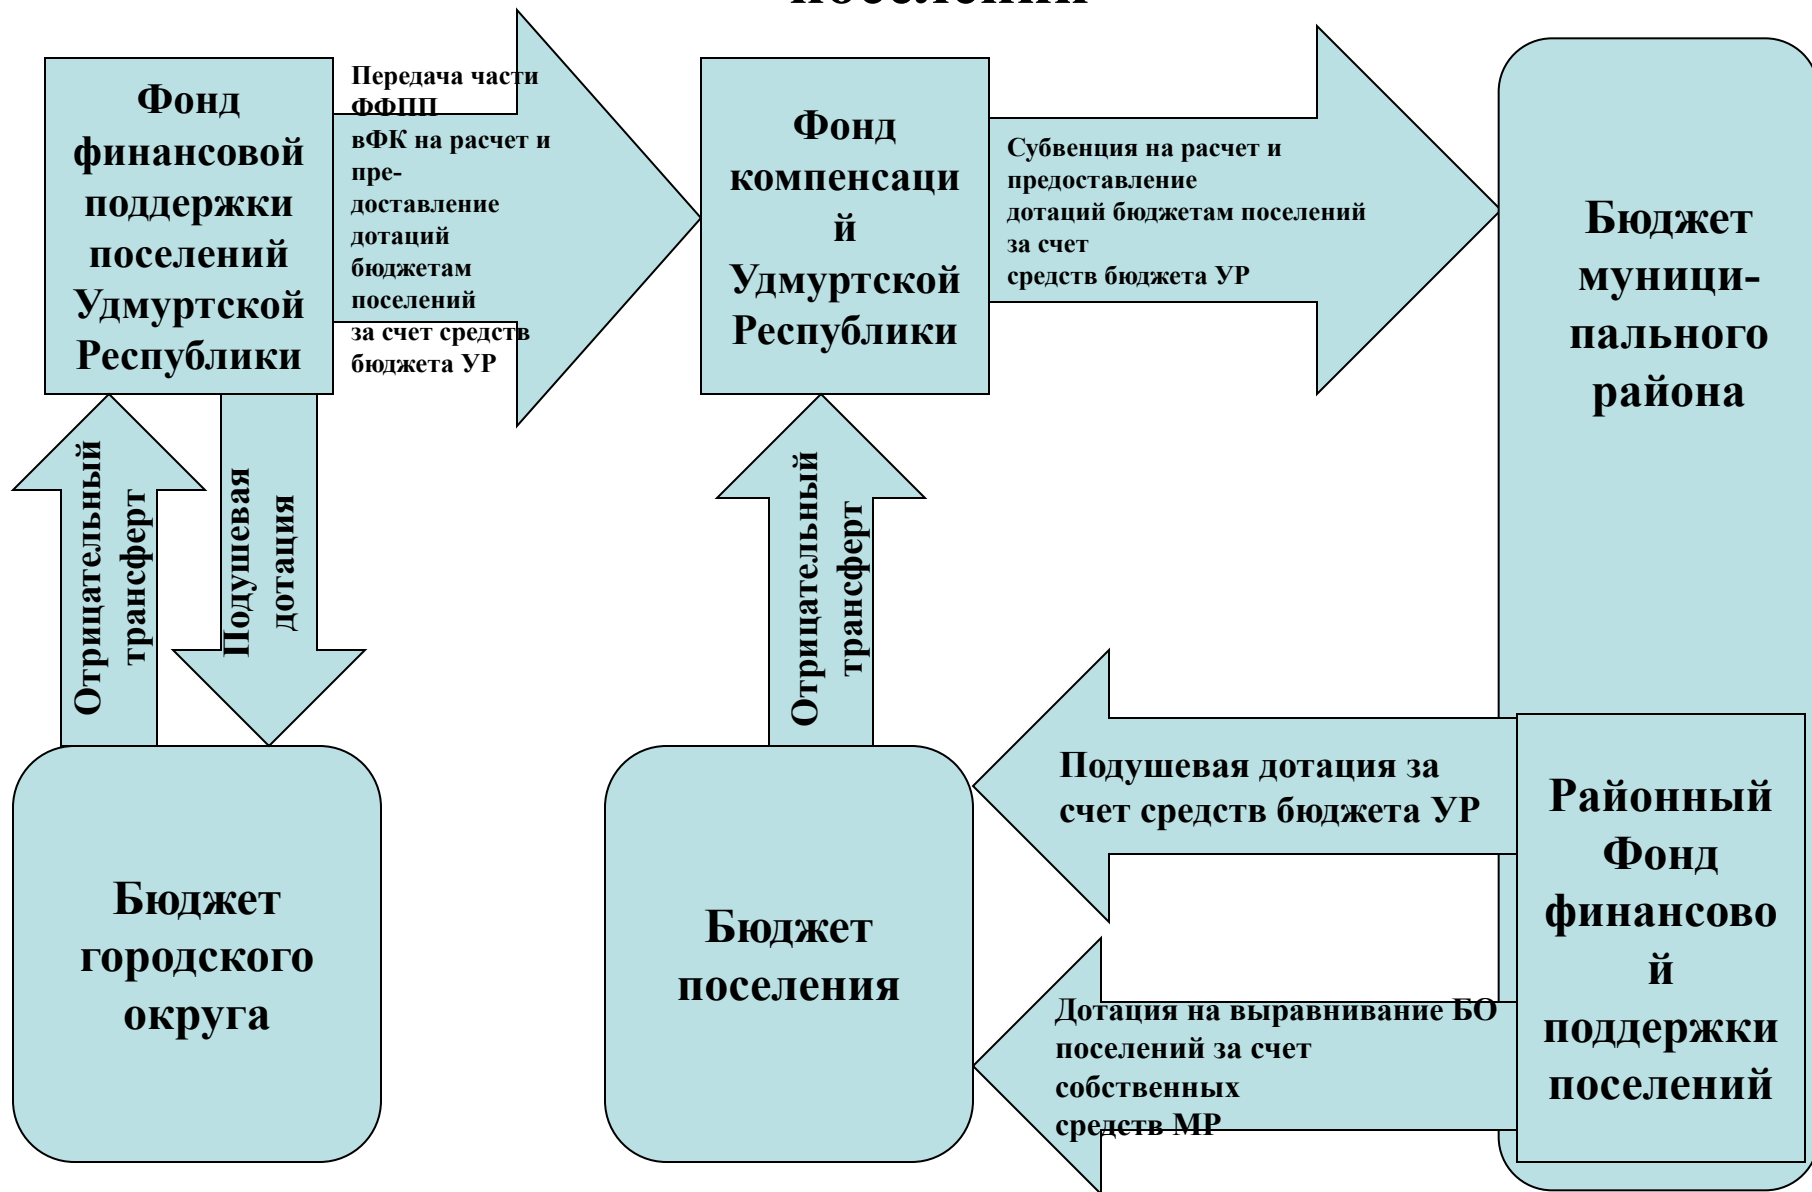 поселений
Фонд
финансовой
поддержки
поселений
Удмуртской
Республики
Передача части
ФФПП
вФК на расчет и
пре-
доставление
дотаций
бюджетам
поселений
за счет средств
бюджета УР
Фонд
компенсаци
й
Удмуртской
Республики
Субвенция на расчет и
предоставление
дотаций бюджетам поселений
за счет
средств бюджета УР
Бюджет
муници-
пального
района
Отрицательный
трансферт
Подушевая
дотация
Отрицательный
трансферт
Подушевая дотация за
счет средств бюджета УР
Районный
Фонд
финансово
й
поддержки
поселений
Бюджет
городского
округа
Бюджет
поселения
Дотация на выравнивание БО
поселений за счет
собственных
средств МР